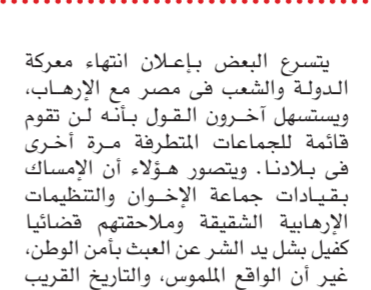 يتسرع البعض بإعلان انتهاء معركة
الدولة والشعب فى مصر مع الإرهاب،
ويستسهل آخرون القول بأنه لن تقوم
قائمة للجماعات المتطرفة مرة أخرى
فى بلادنا. ويتصور هؤلاء أن الإمساك
بقيادات جماعة الإخوان والتنظيمات
الإرهابية الشقيقة وملاحقتهم قضائيا
كفيل بشل يد الشر عن العبث بأمن الوطن،
غير أن الواقع الملموس، والتاريخ القريب